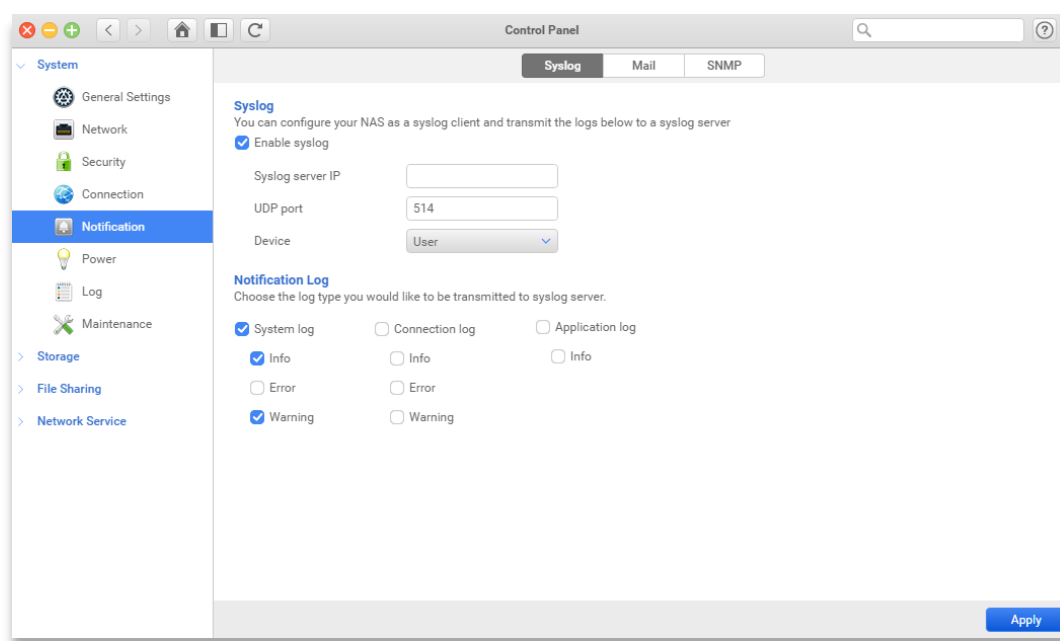 Control Panel
System
General Settings
Network
Security
Connection
Notification
Power
Log
Maintenance
Storage
File Sharing
Network Service
Syslog Mail SNMP
Syslog
You can configure your NAS as a syslog client and transmit the logs below to a syslog server
Enable syslog
Syslog server IP
UDP port 514
Device User
Notification Log
Choose the log type you would like to be transmitted to syslog server.
System log Connection log Application log
Info Info Info
Error Error
Warning Warning
Apply